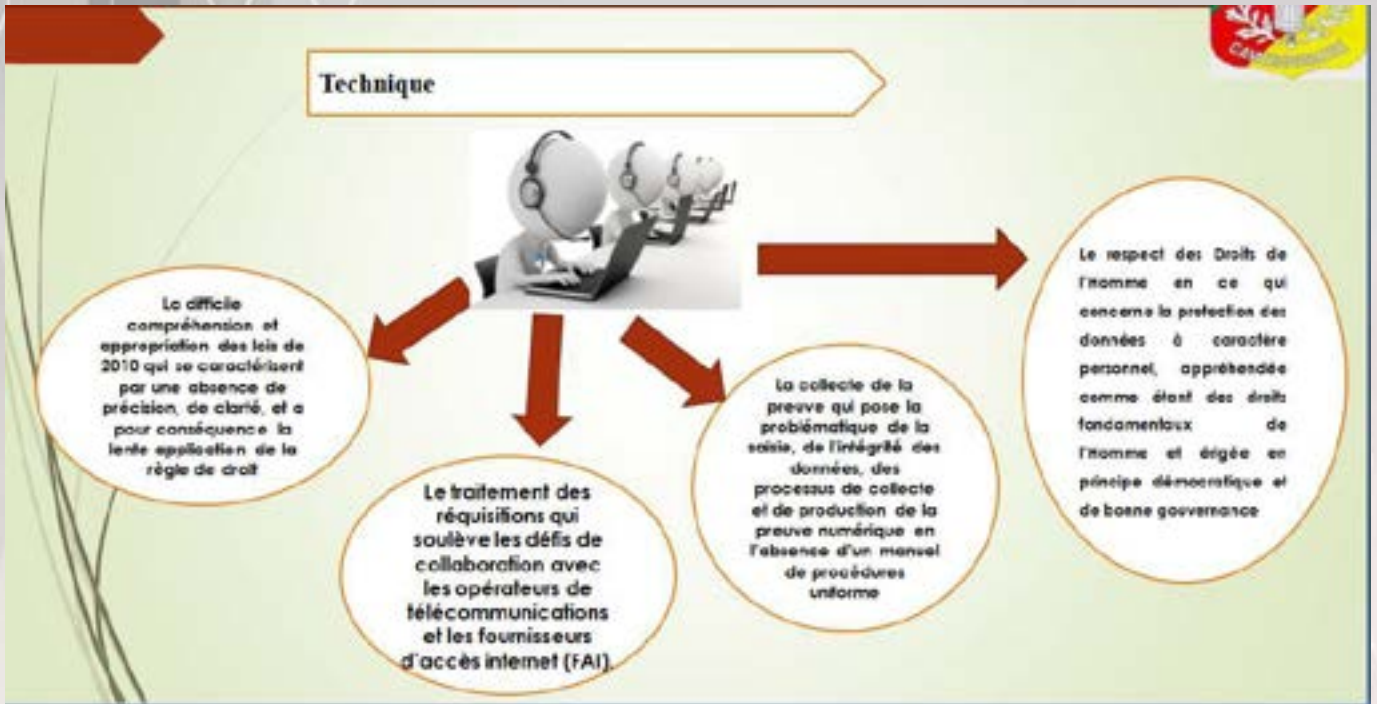 Technique
La difficile
compréhension et
appropriation des lois de
2010 qui se caractérisent
par une absence de
précision, de clarté, et a
pour conséquence la
lente application de la
règle de droit
Le traitement des
réquisitions qui
soulève les défis de
collaboration avec
les opérateurs de
télécommunications
et les fournisseurs
d'accès internet (FAI).
La collecte de la
preuve qui pose la
problématique de la
saisie, de l'intégrité des
données, des
processus de collecte
et de production de la
preuve numérique en
l'absence d'un manuel
de procédures
uniforme
Le respect des Droits de
l'Homme en ce qui
concerne la protection des
données à caractère
personnel, appréhendée
comme étant des droits
fondamentaux de
l'Homme et érigée en
principe démocratique et
de bonne gouvernance